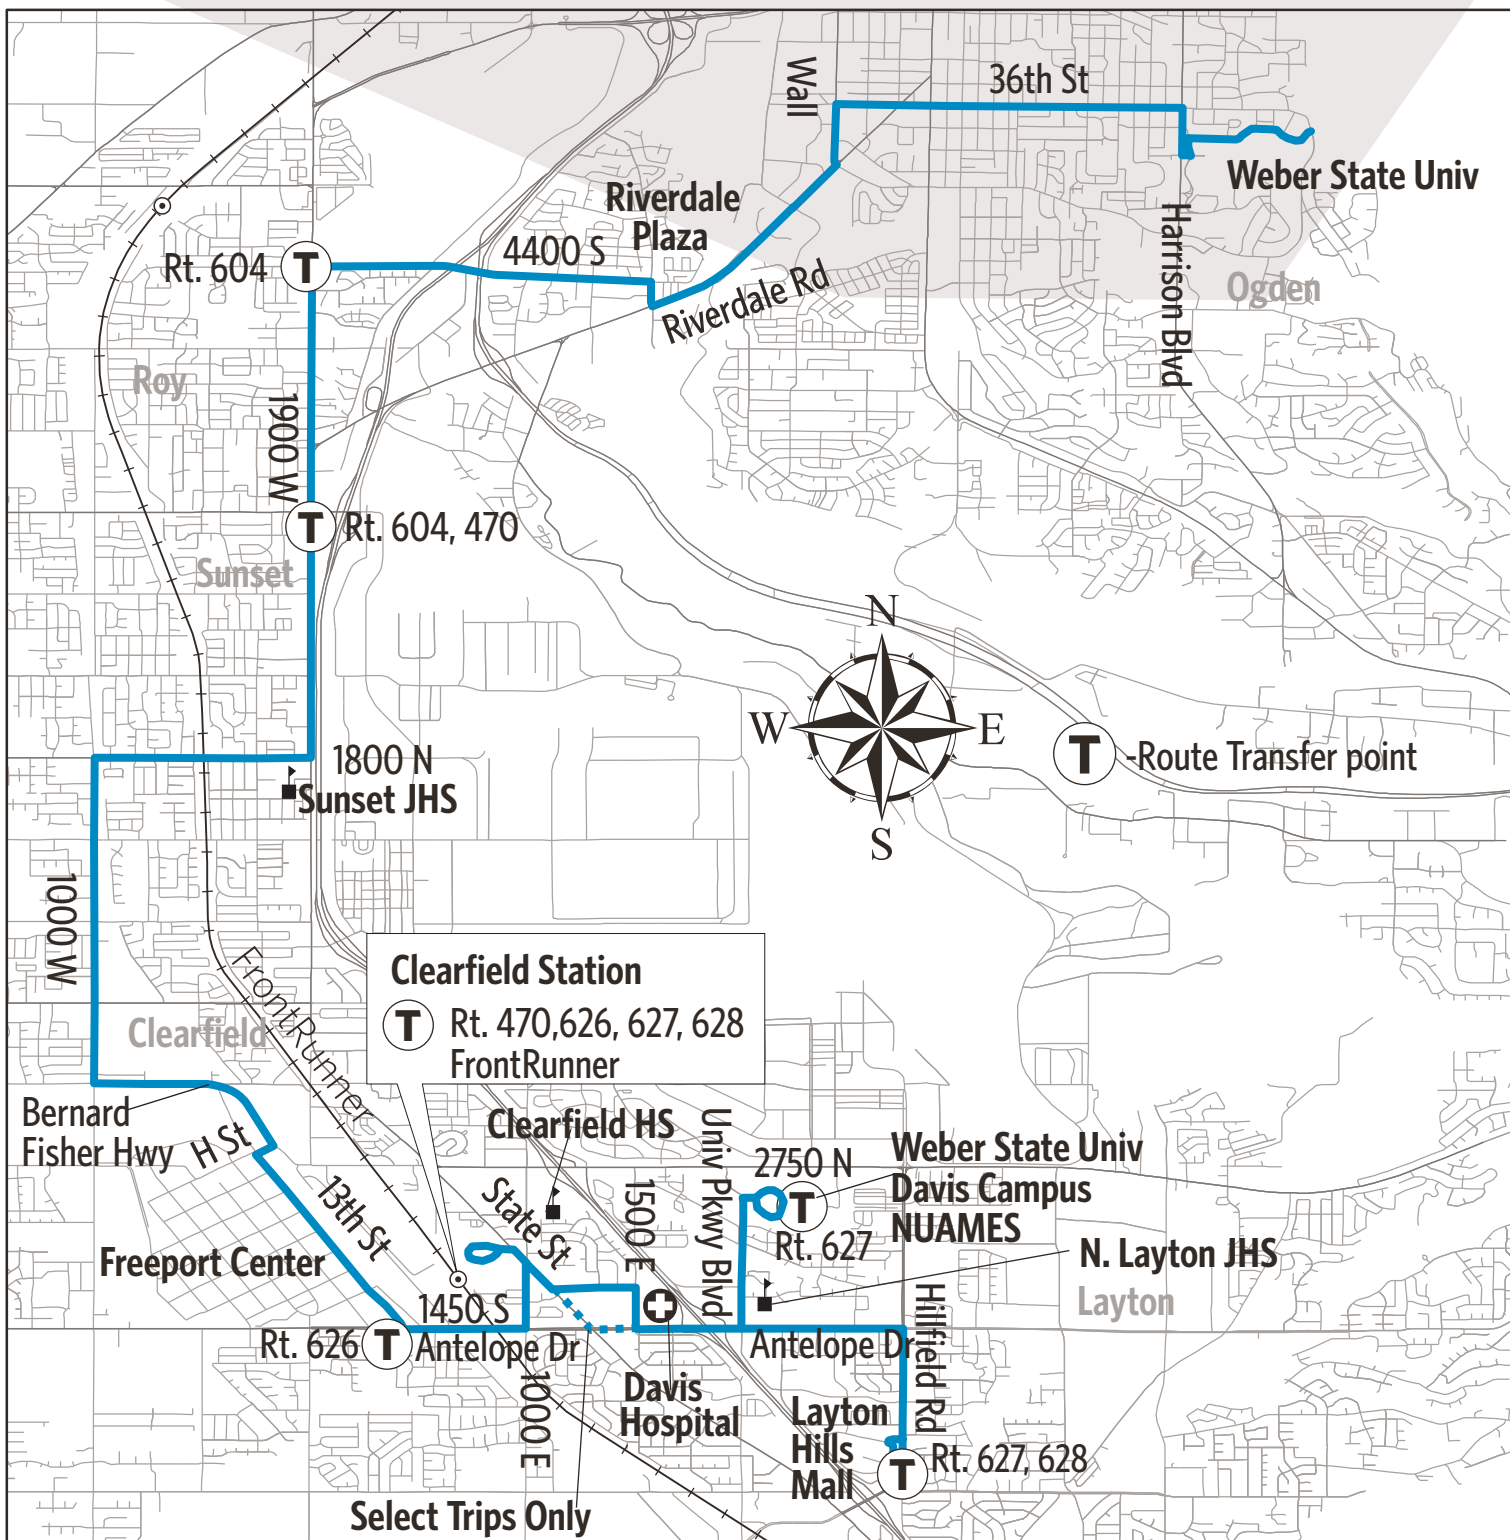 Wall
36th St
Weber State Univ
Riverdale
Plaza
4400 S
Rt. 604
T
Riverdale Rd
Harrison Blvd
Ogden
Roy
1900 W
T
Rt. 604, 470
Sunset
N
W
E
S
T
-Route Transfer point
1800 N
Sunset JHS
1000 W
FrontRunner
Clearfield
Clearfield Station
T
Rt. 470,626, 627, 628
FrontRunner
Bernard
Fisher Hwy
H St
13th St
Freeport Center
Clearfield HS
State St
1500 E
Univ Pkwy Blvd
2750 N
T
Rt. 627
Weber State Univ
Davis Campus
NUAMES
N. Layton JHS
Layton
1450 S
Rt. 626
T
Antelope Dr
1000 E
Antelope Dr
Hillfield Rd
Davis
Hospital
Layton
Hills
Mall
T
Rt. 627, 628
Select Trips Only